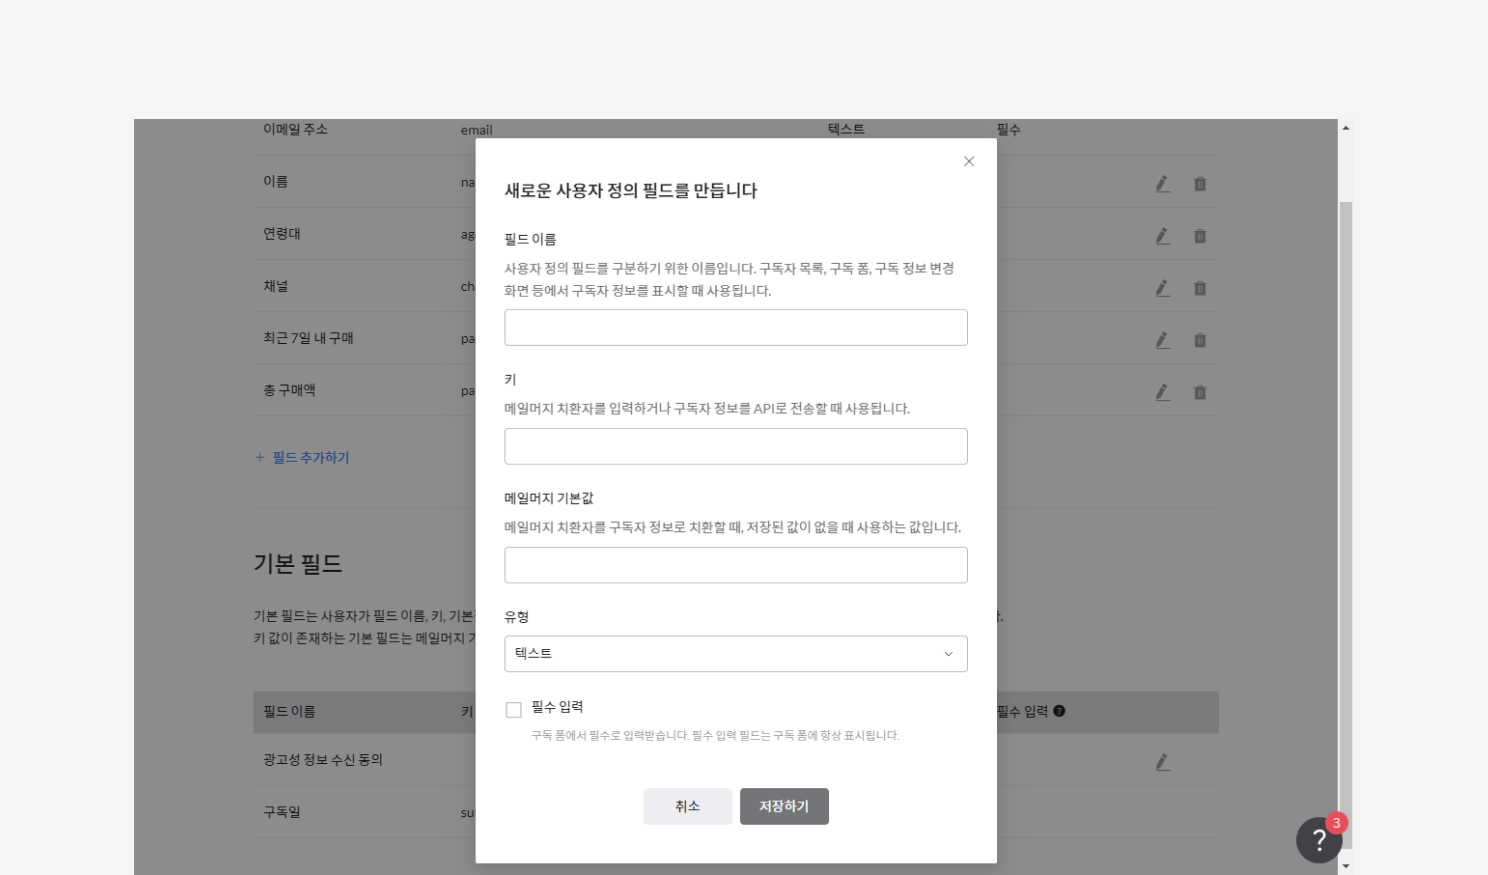 이메일 주소 email 텍스트 필수
이름 na
연령대 ag
채널 ch
최근 7일 내 구매 pa
총 구매액 pa
+ 필드 추가하기
기본 필드
기본 필드는 사용자가 필드 이름, 키, 기본
키 값이 존재하는 기본 필드는 메일머지
필드 이름 키 필수 입력 ?
광고성 정보 수신 동의
구독일 su
새로운 사용자 정의 필드를 만듭니다
필드 이름
사용자 정의 필드를 구분하기 위한 이름입니다. 구독자 목록, 구독 폼, 구독 정보 변경
화면 등에서 구독자 정보를 표시할 때 사용됩니다.
키
메일머지 치환자를 입력하거나 구독자 정보를 API로 전송할 때 사용됩니다.
메일머지 기본값
메일머지 치환자를 구독자 정보로 치환할 때, 저장된 값이 없을 때 사용하는 값입니다.
유형
텍스트
필수 입력
구독 폼에서 필수로 입력받습니다. 필수 입력 필드는 구독 폼에 항상 표시됩니다.
취소 저장하기
? 3